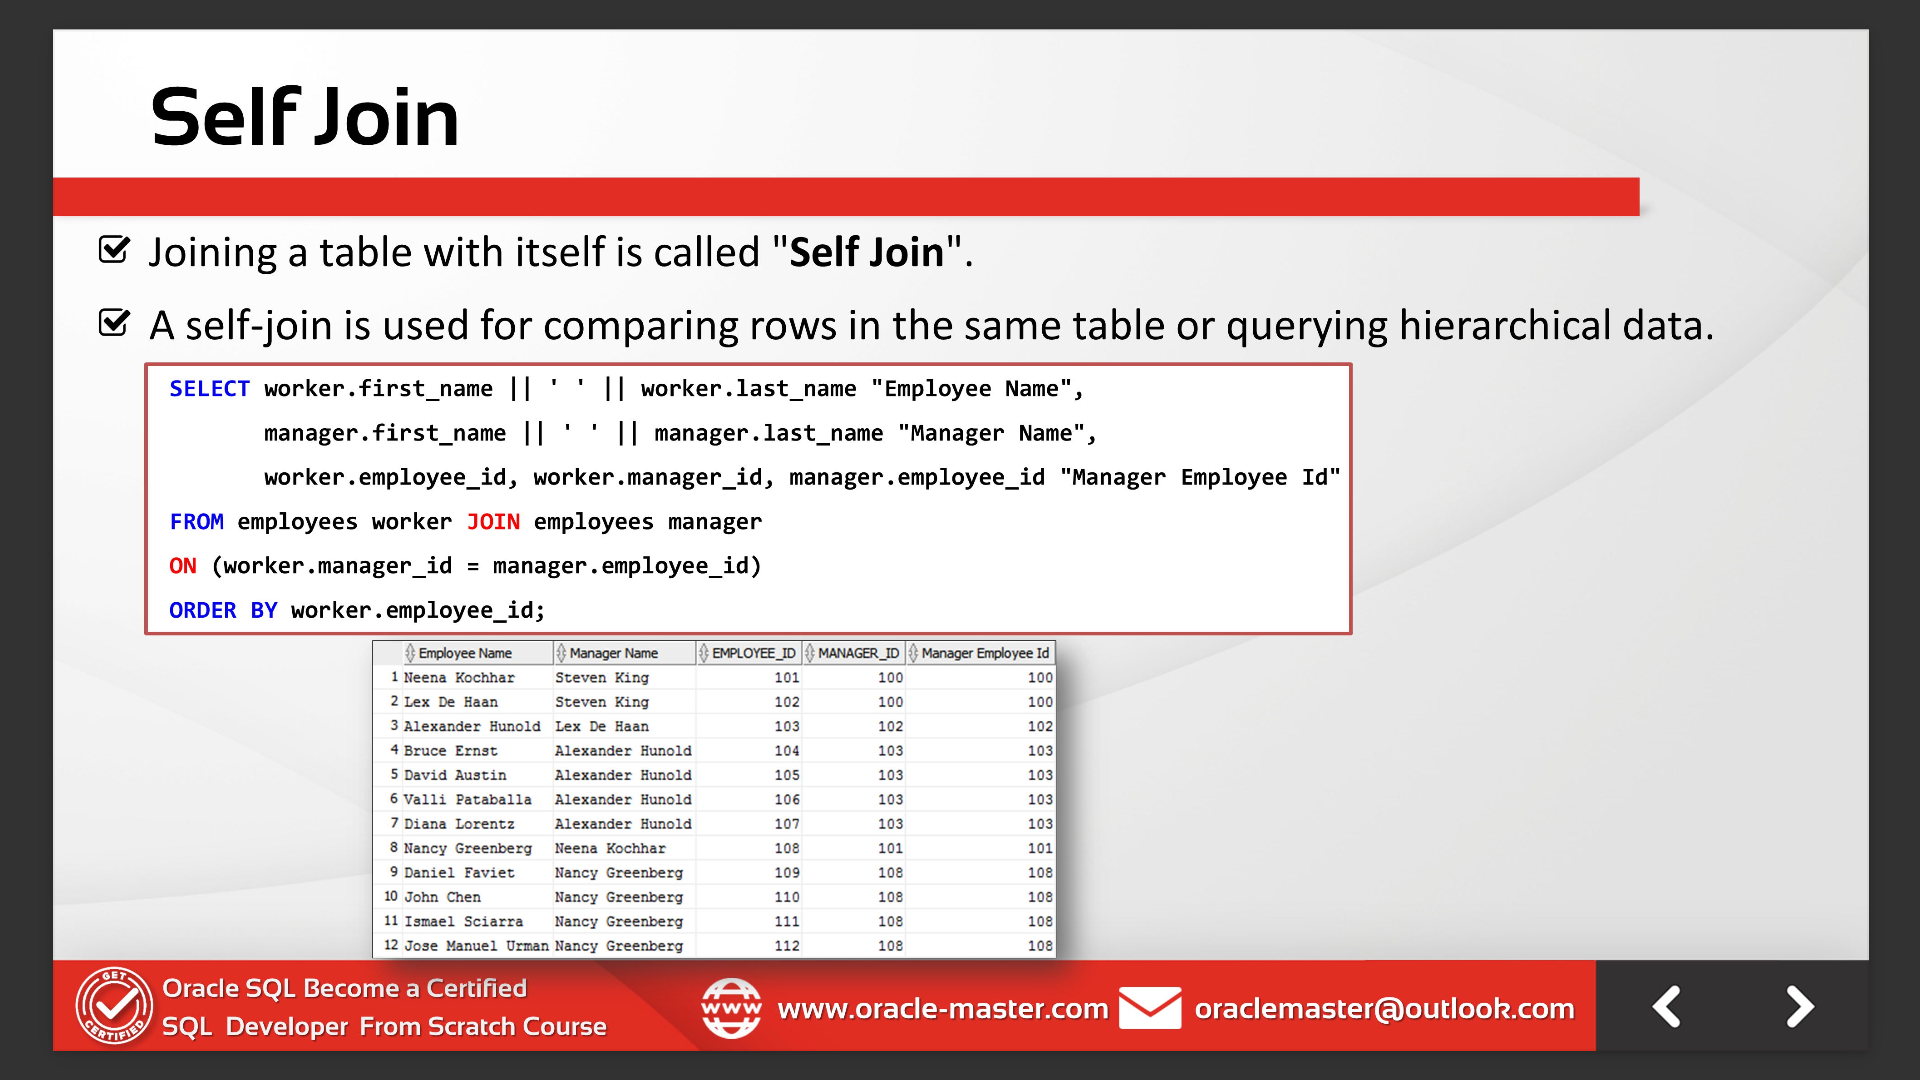 Self Join
Joining a table with itself is called "Self Join".
A self-join is used for comparing rows in the same table or querying hierarchical data.
SELECT worker.first_name || ' ' || worker.last_name "Employee Name",
manager.first_name || ' ' || manager.last_name "Manager Name",
worker.employee_id, worker.manager_id, manager.employee_id "Manager Employee Id"
FROM employees worker JOIN employees manager
ON (worker.manager_id = manager.employee_id)
ORDER BY worker.employee_id;
Employee Name Manager Name EMPLOYEE_ID MANAGER_ID Manager Employee Id
1 Neena Kochhar Steven King 101 100 100
2 Lex De Haan Steven King 102 100 100
3 Alexander Hunold Lex De Haan 103 102 102
4 Bruce Ernst Alexander Hunold 104 103 103
5 David Austin Alexander Hunold 105 103 103
6 Valli Pataballa Alexander Hunold 106 103 103
7 Diana Lorentz Alexander Hunold 107 103 103
8 Nancy Greenberg Neena Kochhar 108 101 101
9 Daniel Faviet Nancy Greenberg 109 108 108
10 John Chen Nancy Greenberg 110 108 108
11 Ismael Sciarra Nancy Greenberg 111 108 108
12 Jose Manuel Urman Nancy Greenberg 112 108 108
GET CERTIFIED
Oracle SQL Become a Certified
SQL Developer From Scratch Course
www
www.oracle-master.com
oraclemaster@outlook.com